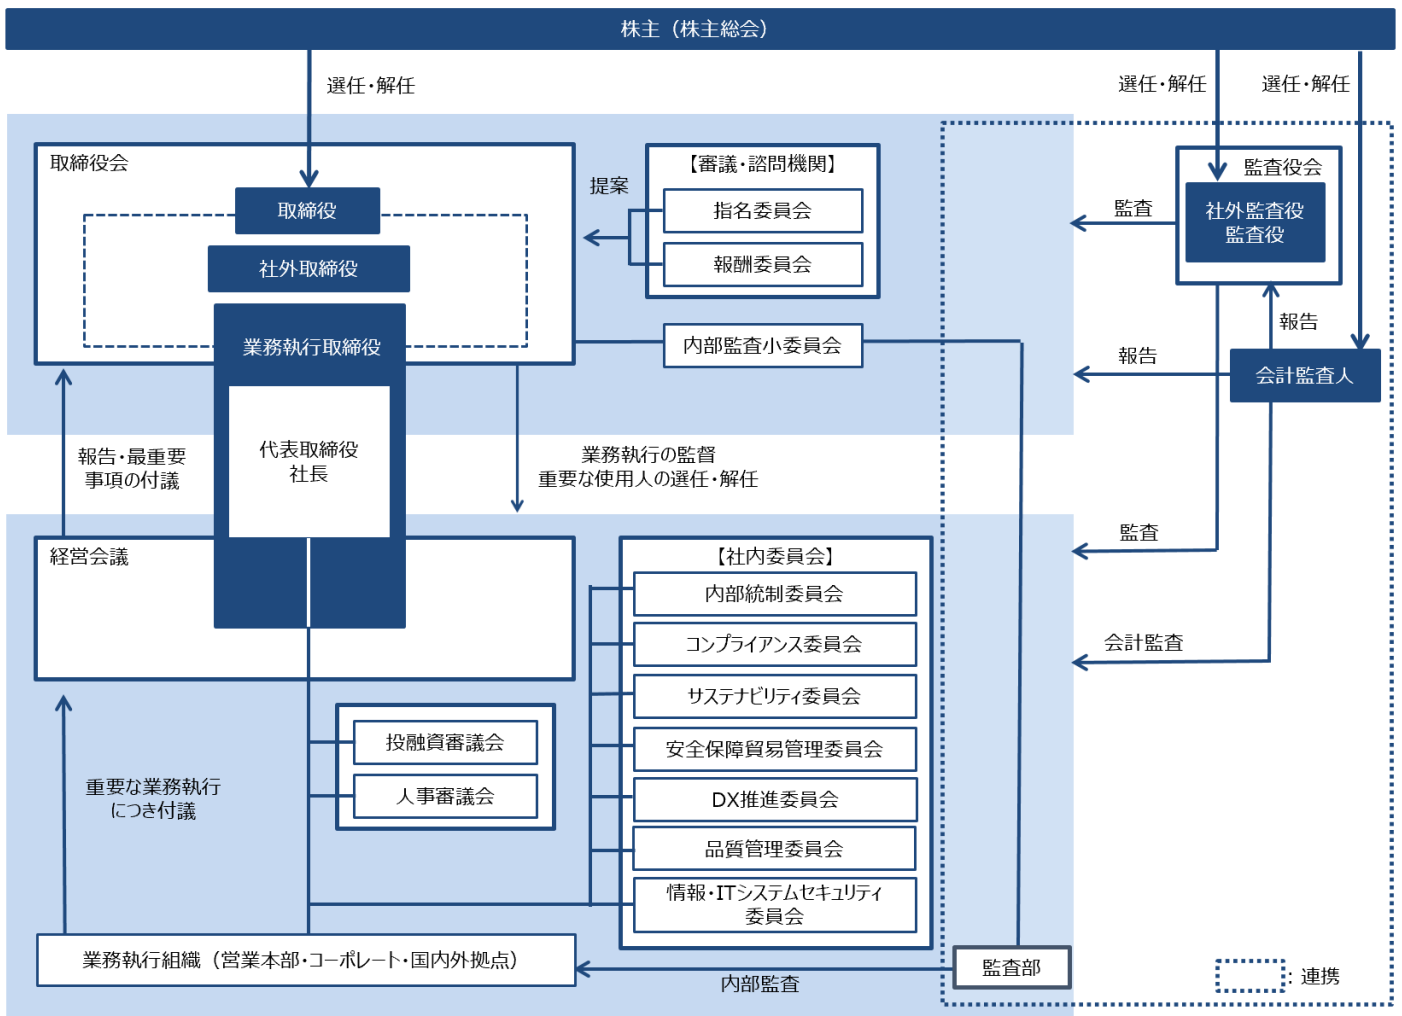 株主（株主総会）
選任・解任
選任・解任
選任・解任
取締役会
取締役
社外取締役
業務執行取締役
代表取締役
社長
提案
【審議・諮問機関】
指名委員会
報酬委員会
内部監査小委員会
監査
監査役会
社外監査役
監査役
報告
報告
会計監査人
報告・最重要
事項の付議
業務執行の監督
重要な使用人の選任・解任
監査
会計監査
経営会議
【社内委員会】
内部統制委員会
コンプライアンス委員会
サステナビリティ委員会
安全保障貿易管理委員会
DX推進委員会
品質管理委員会
情報・ITシステムセキュリティ
委員会
投融資審議会
人事審議会
重要な業務執行
につき付議
業務執行組織（営業本部・コーポレート・国内外拠点）
内部監査
監査部
：連携